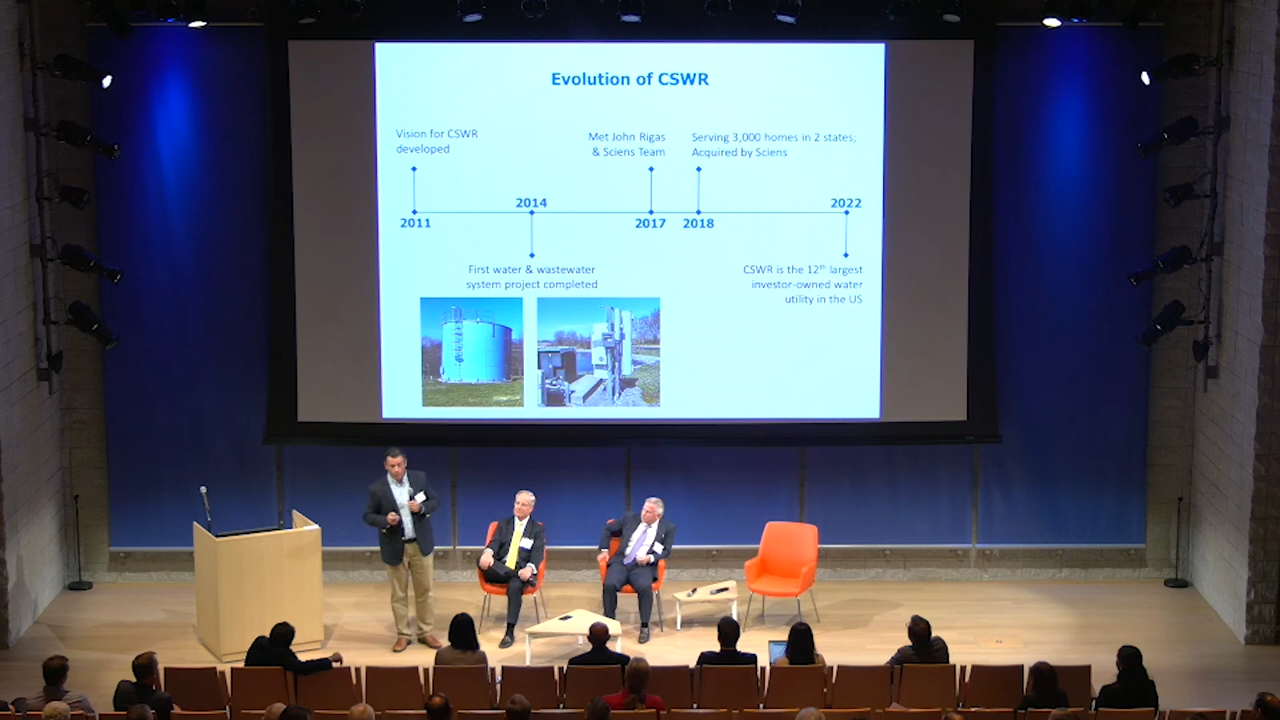 Evolution of CSWR
Vision for CSWR
developed
Met John Rigas
& Sciens Team
Serving 3,000 homes in 2 states;
Acquired by Sciens
2014
2022
2011
2017
2018
First water & wastewater
system project completed
CSWR is the 12th largest
investor-owned water
utility in the US